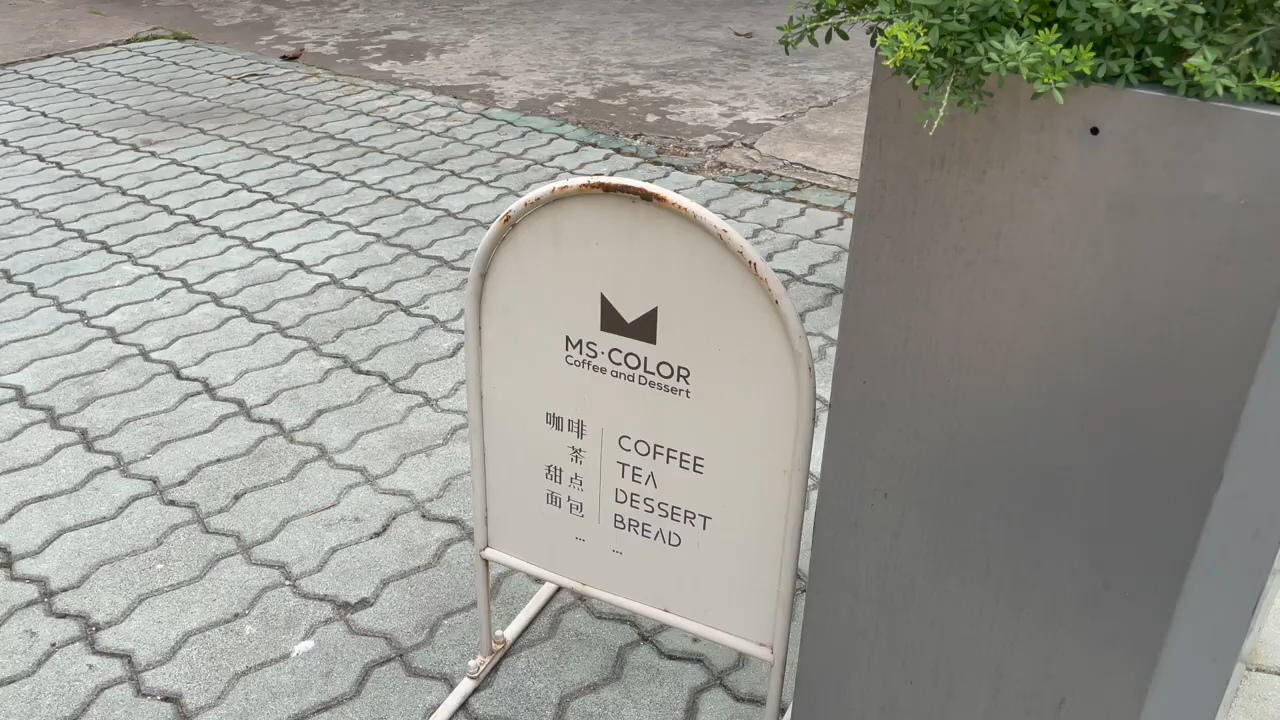 MS·COLOR
Coffee and Dessert
咖啡
茶
甜点
面包
...
COFFEE
TEA
DESSERT
BREAD
...